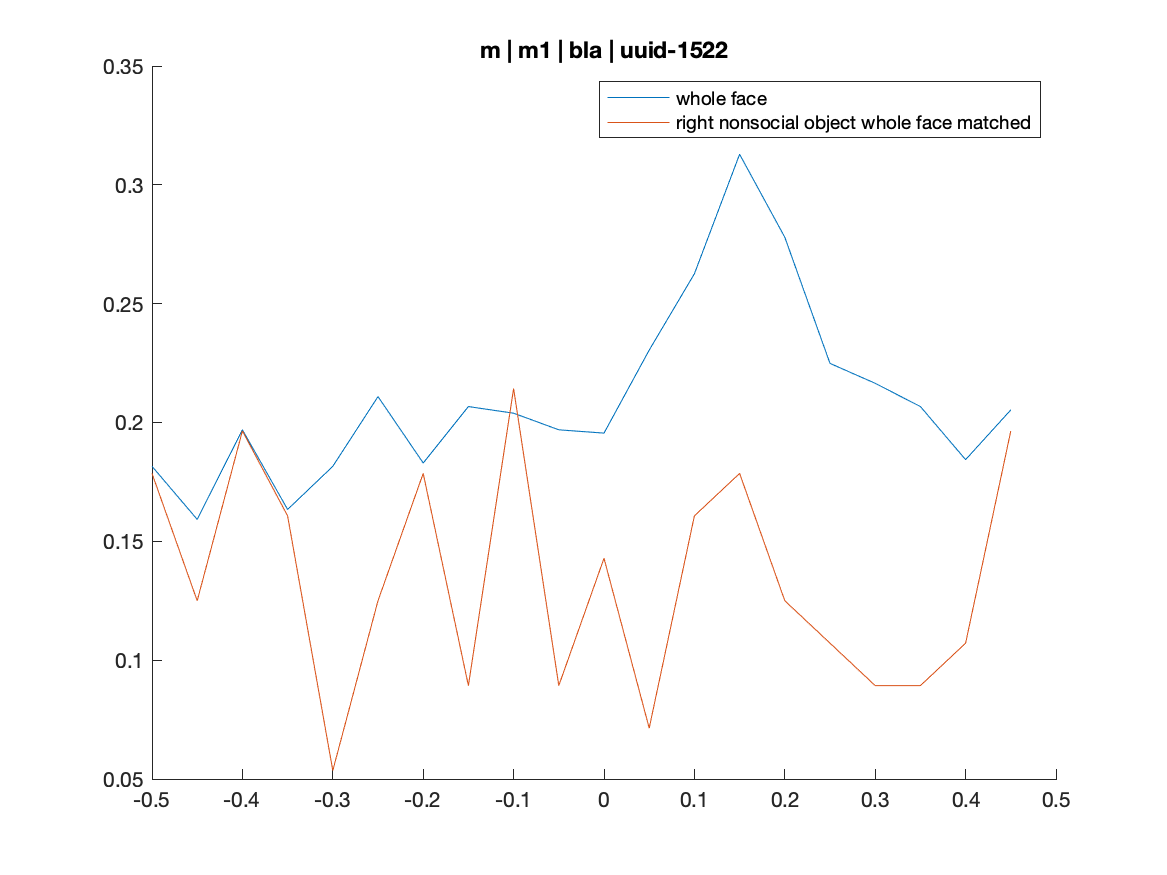 m | m1 | bla | uuid-1522
whole face
right nonsocial object whole face matched
0.35
0.3
0.25
0.2
0.15
0.1
0.05
-0.5 -0.4 -0.3 -0.2 -0.1 0 0.1 0.2 0.3 0.4 0.5